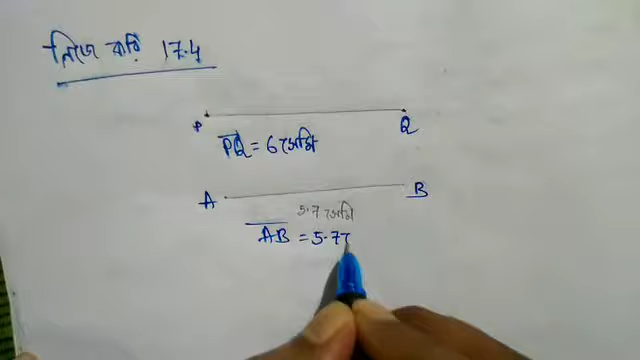 নিজে করি 17.4
P Q
PQ = 6 সেমি
A B
5.7 সেমি
AB = 5.7